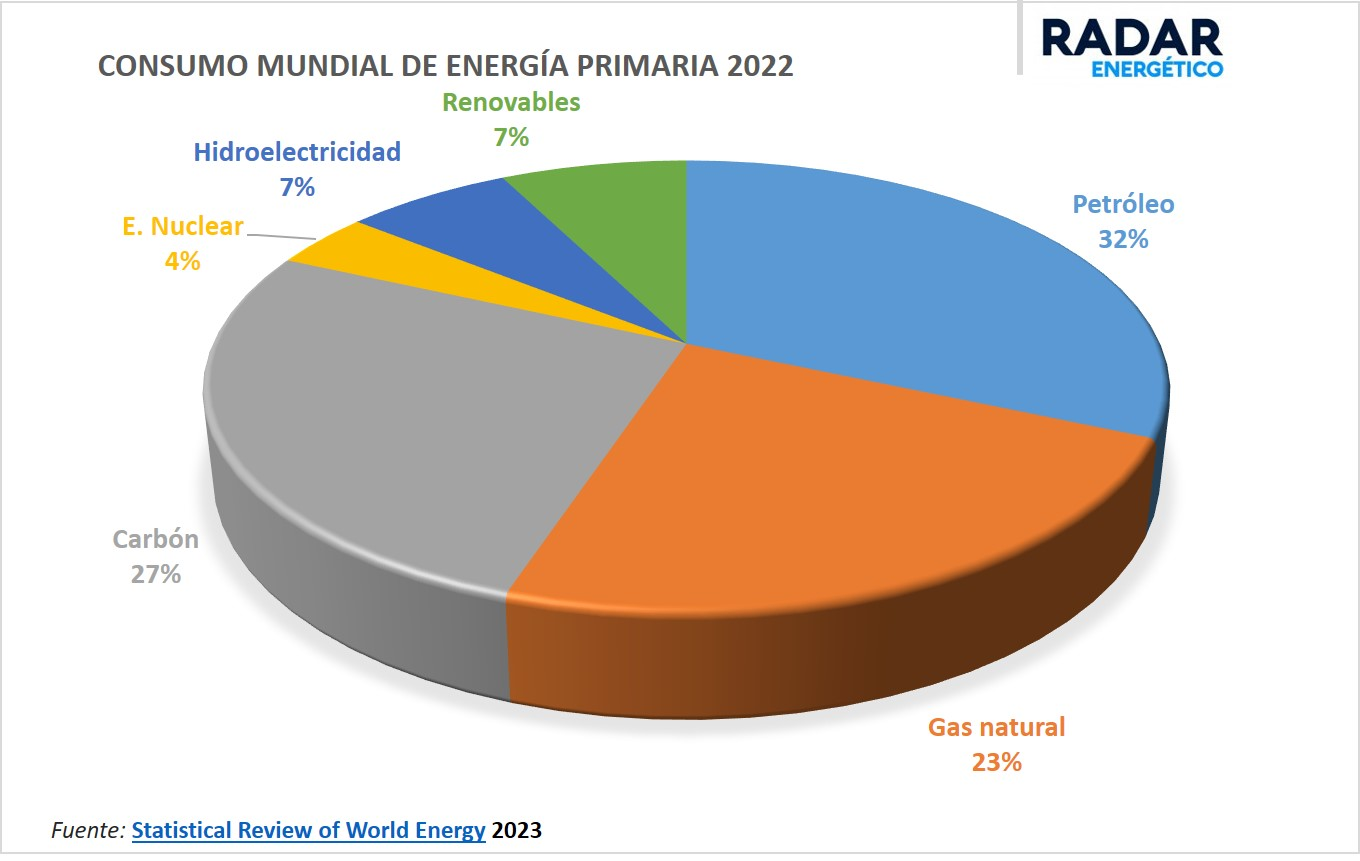 RADAR
ENERGÉTICO
CONSUMO MUNDIAL DE ENERGÍA PRIMARIA 2022
Renovables
7%
Hidroelectricidad
7%
E. Nuclear
4%
Petróleo
32%
Carbón
27%
Gas natural
23%
Fuente: Statistical Review of World Energy 2023